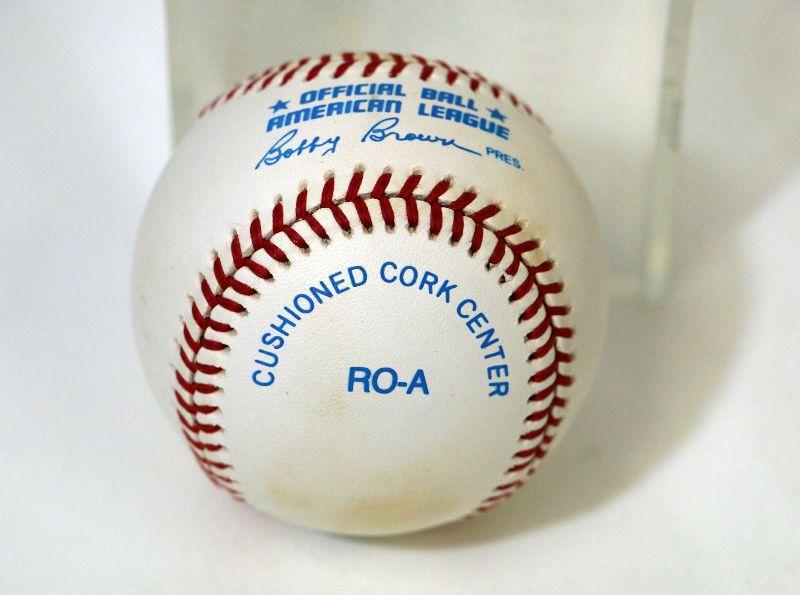 OFFICIAL BALL
AMERICAN LEAGUE
Bobby Brown PRES.
CUSHIONED CORK CENTER
RO-A